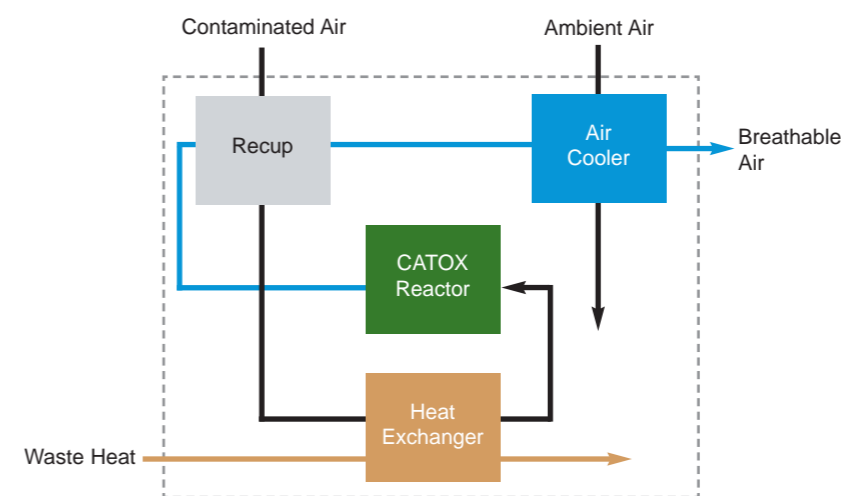 Contaminated Air
Ambient Air
Recup
Air
Cooler
Breathable
Air
CATOX
Reactor
Heat
Exchanger
Waste Heat